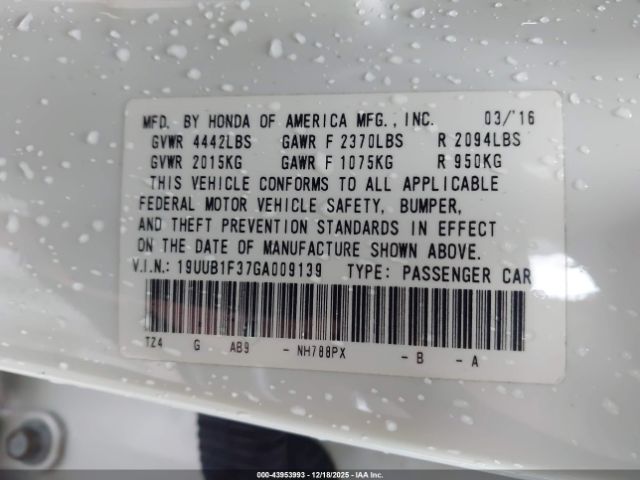 MFD. BY HONDA OF AMERICA MFG., INC. 03/'16
GVWR 4442LBS GAWR F 2370LBS R 2094LBS
GVWR 2015KG GAWR F 1075KG R 950KG
THIS VEHICLE CONFORMS TO ALL APPLICABLE
FEDERAL MOTOR VEHICLE SAFETY, BUMPER,
AND THEFT PREVENTION STANDARDS IN EFFECT
ON THE DATE OF MANUFACTURE SHOWN ABOVE.
V.I.N.: 19UUB1F37GA009139 TYPE: PASSENGER CAR
TZ4 G AB9 - NH788PX - B - A
000-43953993 - 12/18/2025 - IAA Inc.